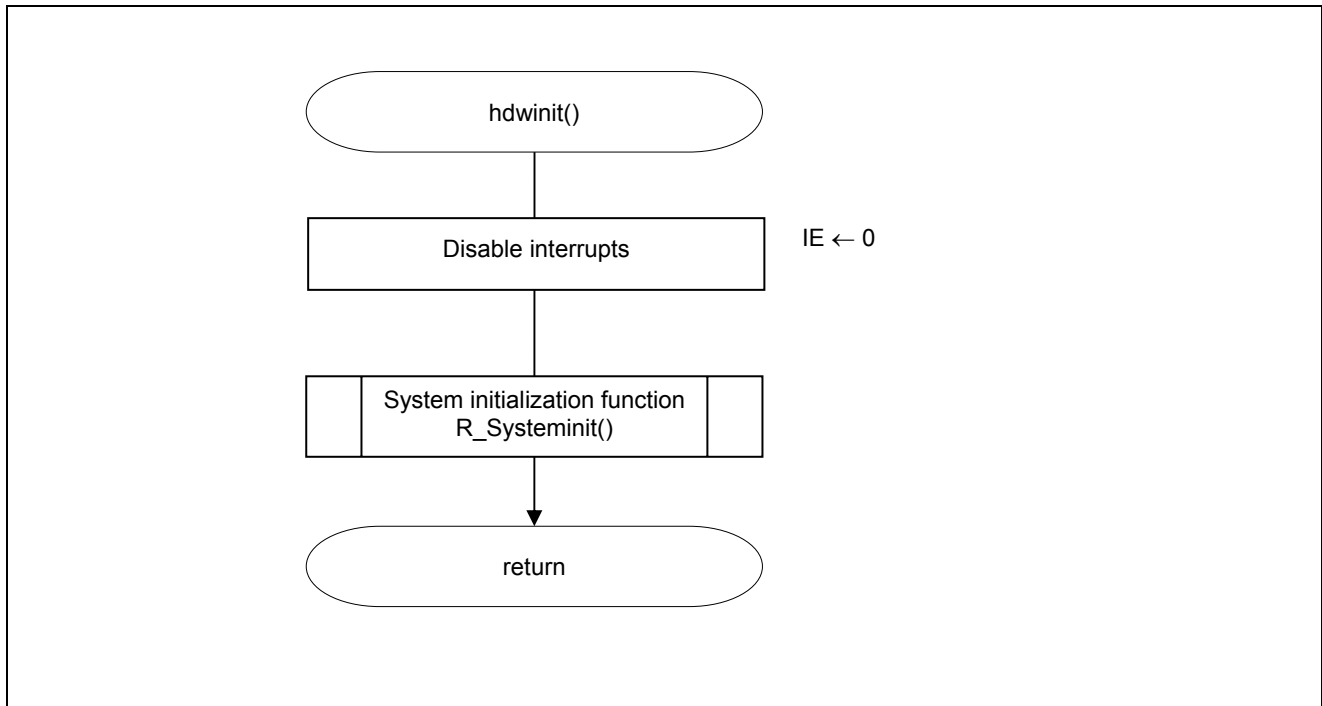 hdwinit()
Disable interrupts
IE ← 0
System initialization function
R_Systeminit()
return